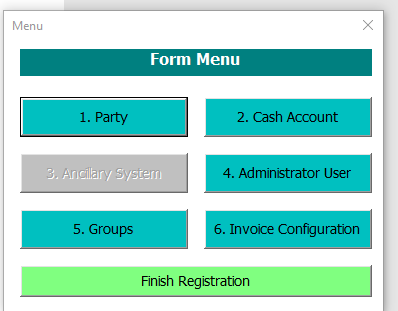 Menu
Form Menu
1. Party
2. Cash Account
3. Ancillary System
4. Administrator User
5. Groups
6. Invoice Configuration
Finish Registration